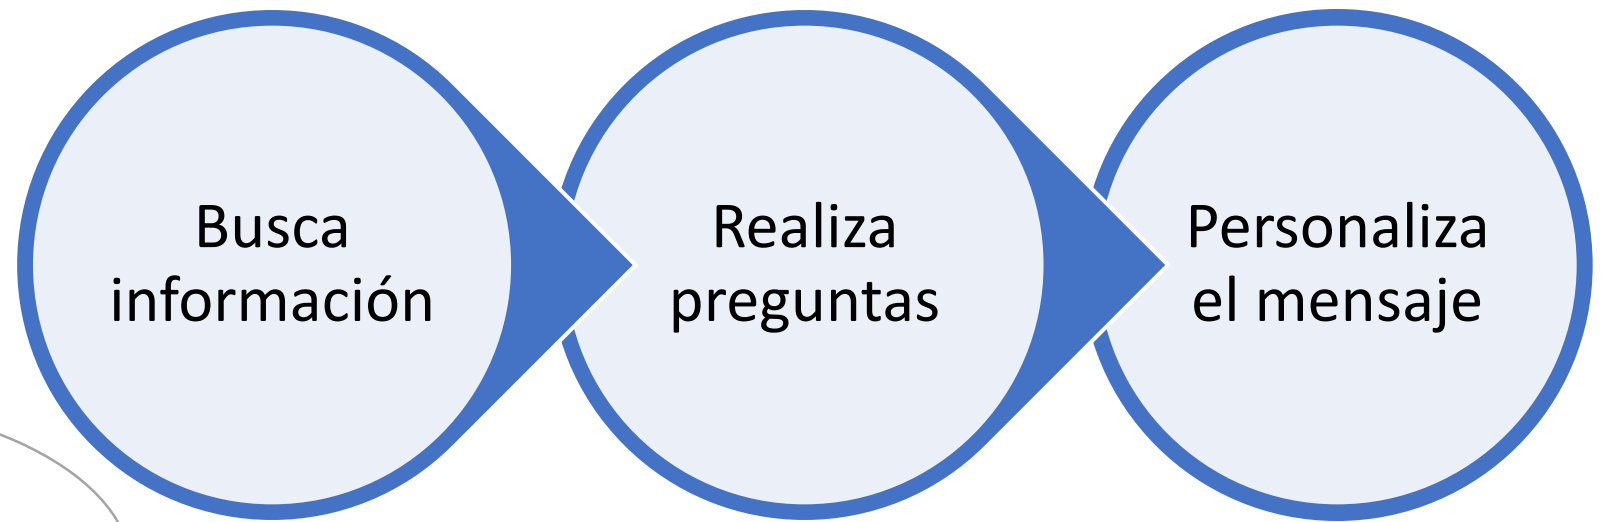 Busca
información
Realiza
preguntas
Personaliza
el mensaje